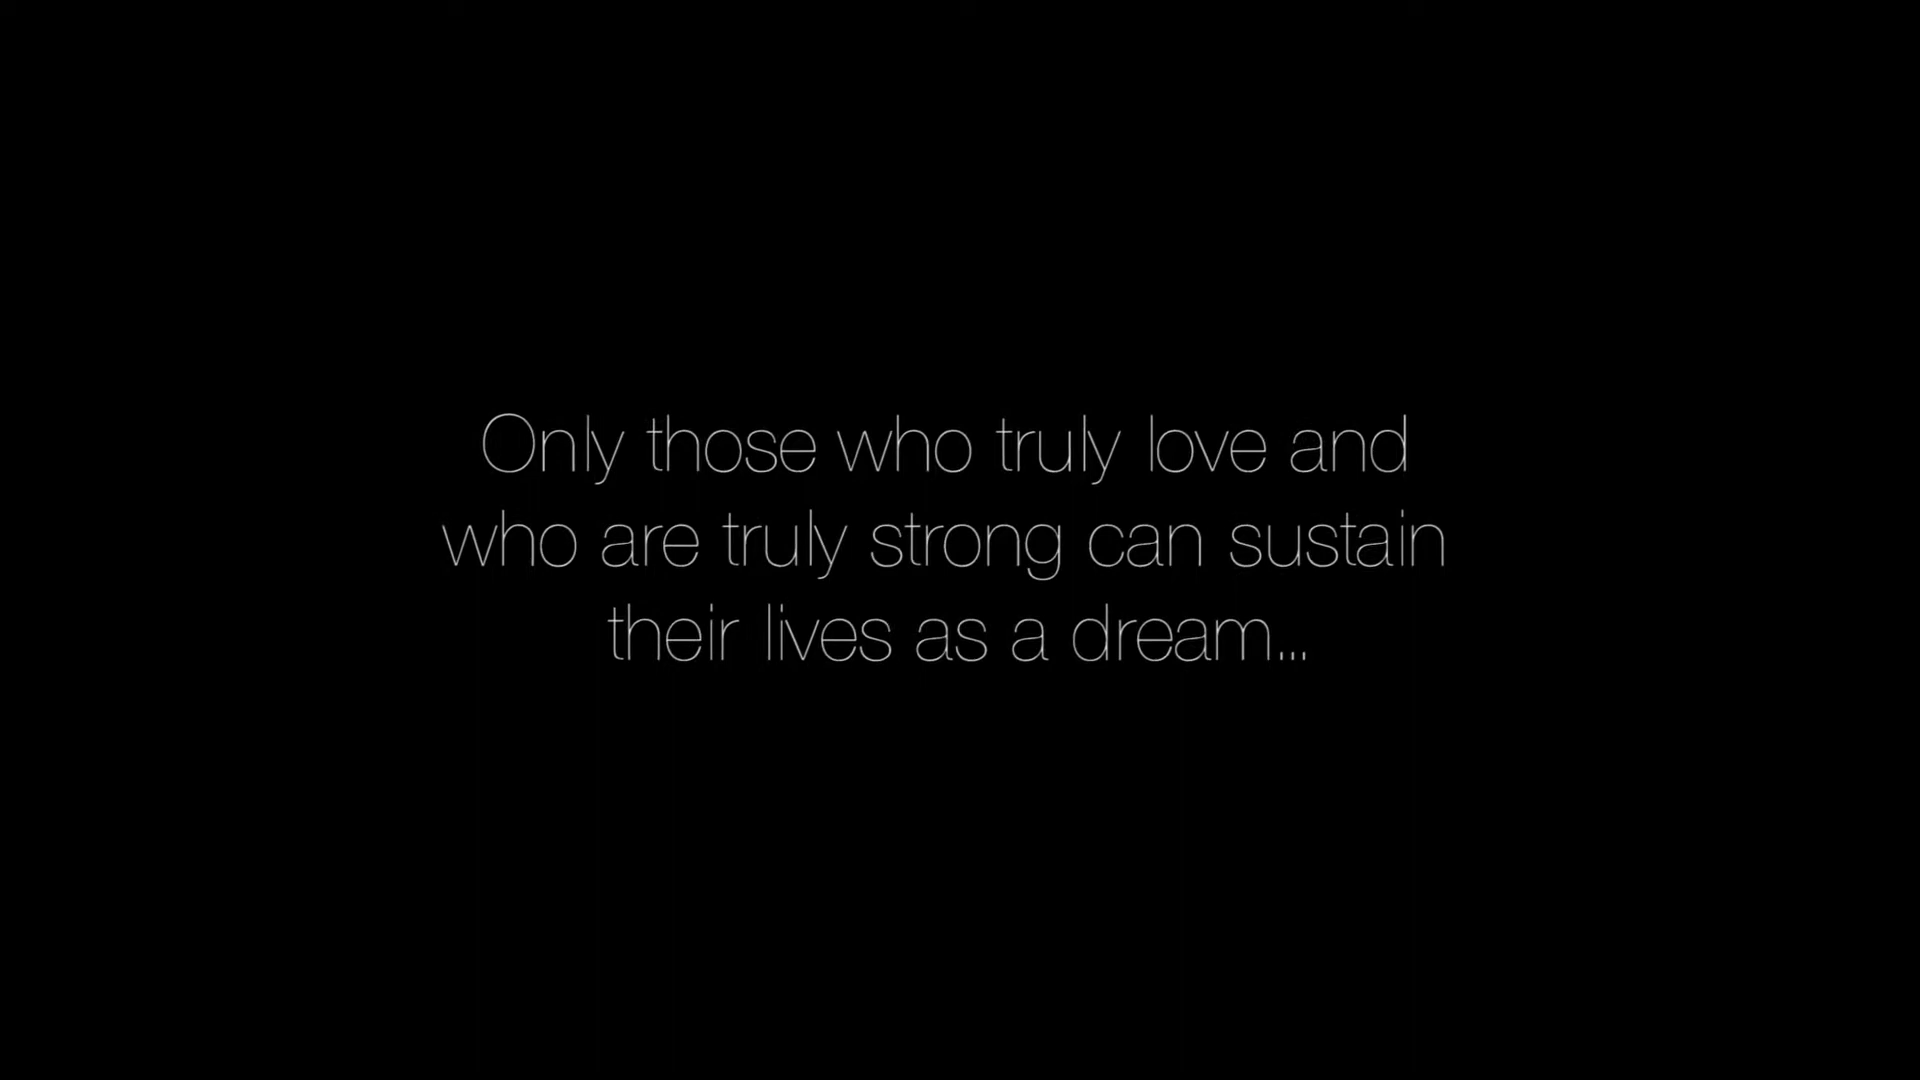 Only those who truly love and
who are truly strong can sustain
their lives as a dream...